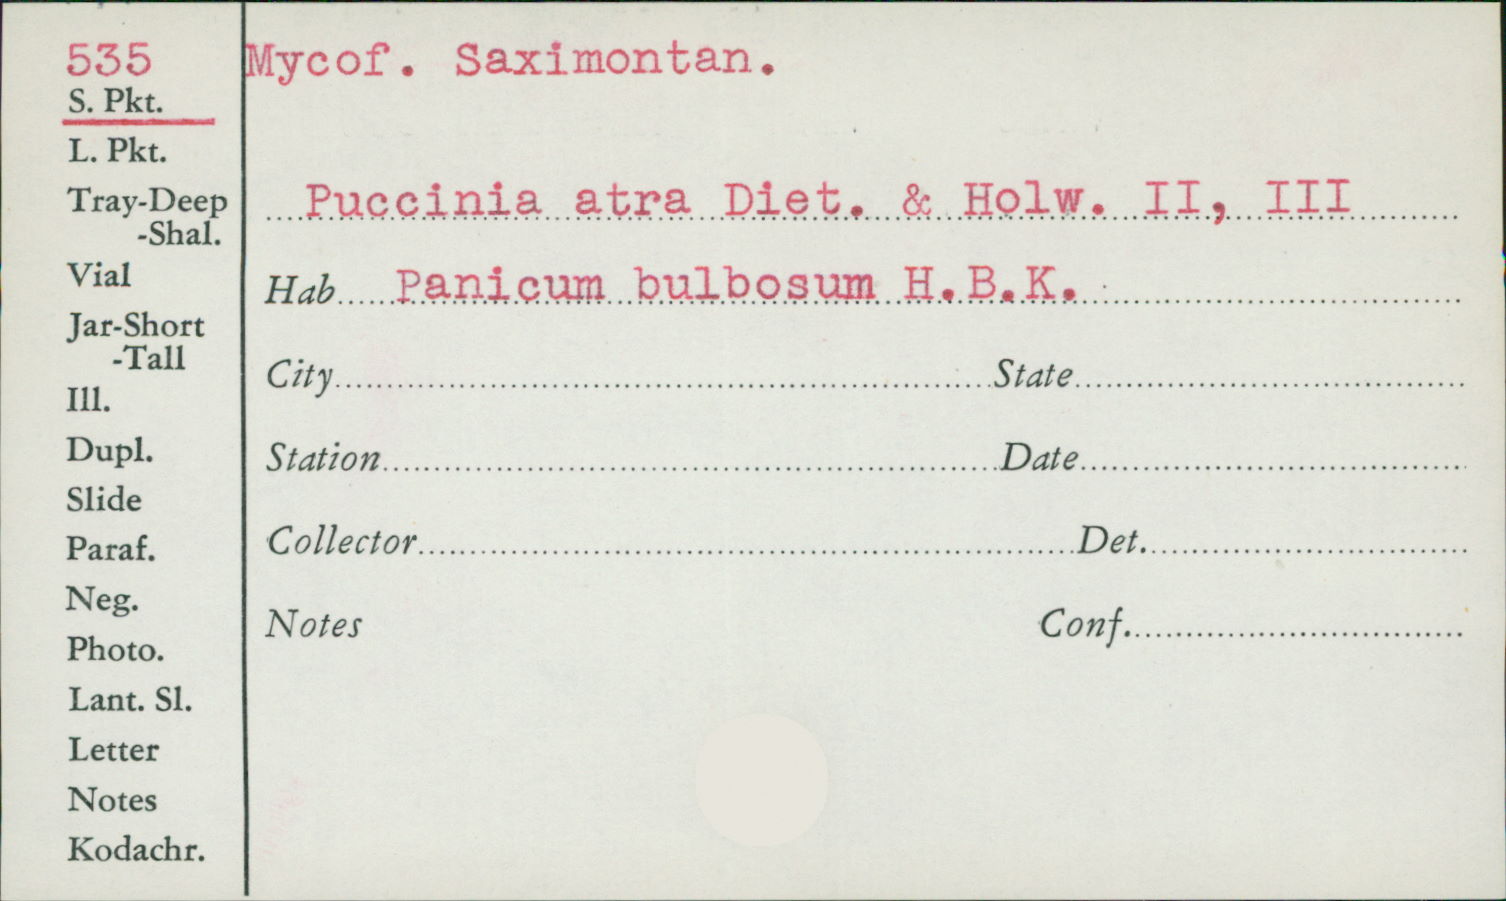 535
S. Pkt.
L. Pkt.
Tray-Deep
-Shal.
Vial
Jar-Short
-Tall
Ill.
Dupl.
Slide
Paraf.
Neg.
Photo.
Lant. Sl.
Letter
Notes
Kodachr.
Mycof. Saximontan.
Puccinia atra Diet. & Holw. II, III
Hab Panicum bulbosum H.B.K.
City State
Station Date
Collector Det.
Notes Conf.